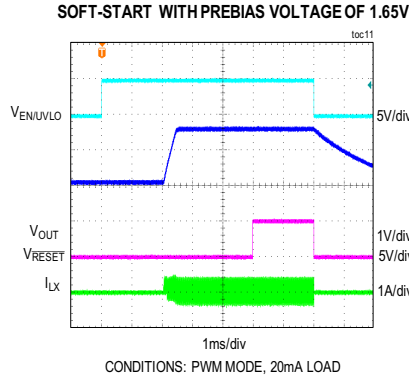 SOFT-START WITH PREBIAS VOLTAGE OF 1.65V
toc11
T
VEN/UVLO
5V/div
VOUT
1V/div
VRESET
5V/div
ILX
1A/div
1ms/div
CONDITIONS: PWM MODE, 20mA LOAD